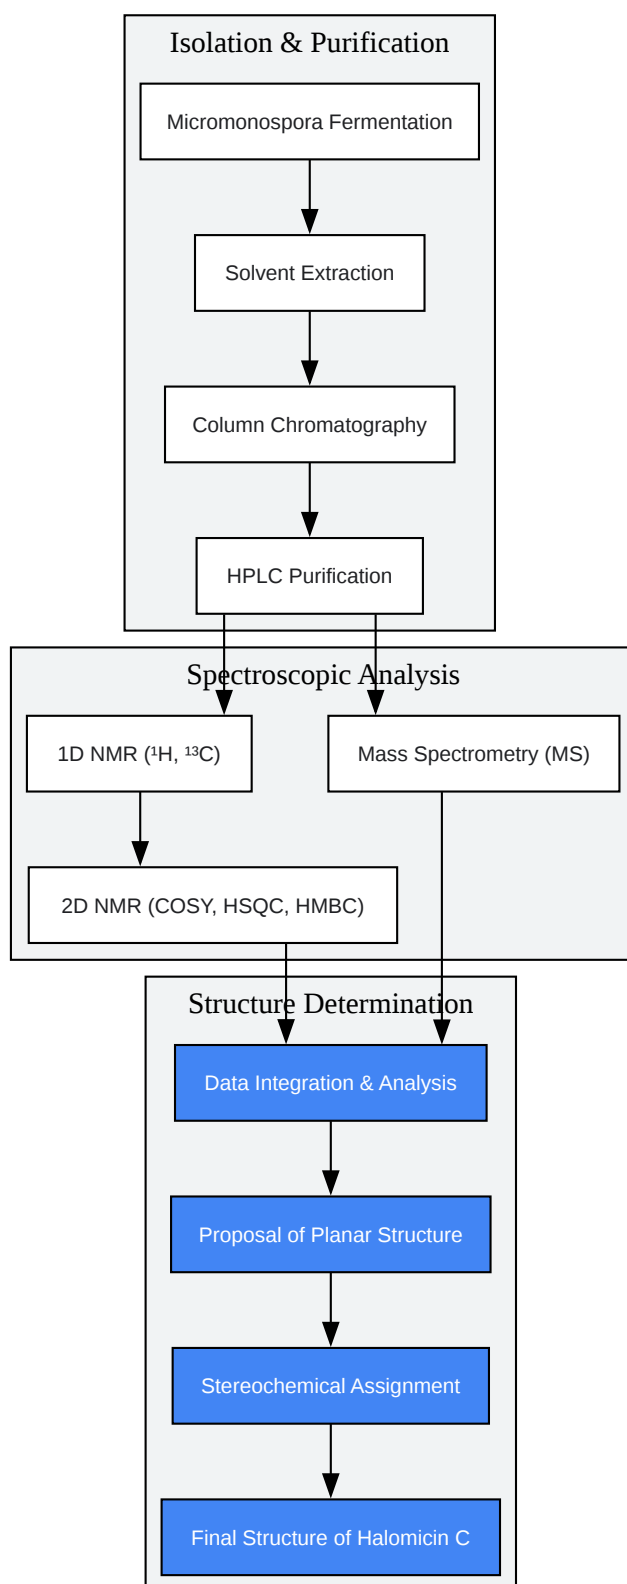 Isolation & Purification
Micromonospora Fermentation
Solvent Extraction
Column Chromatography
HPLC Purification
Spectroscopic Analysis
1D NMR (¹H, ¹³C)
Mass Spectrometry (MS)
2D NMR (COSY, HSQC, HMBC)
Structure Determination
Data Integration & Analysis
Proposal of Planar Structure
Stereochemical Assignment
Final Structure of Halomicin C